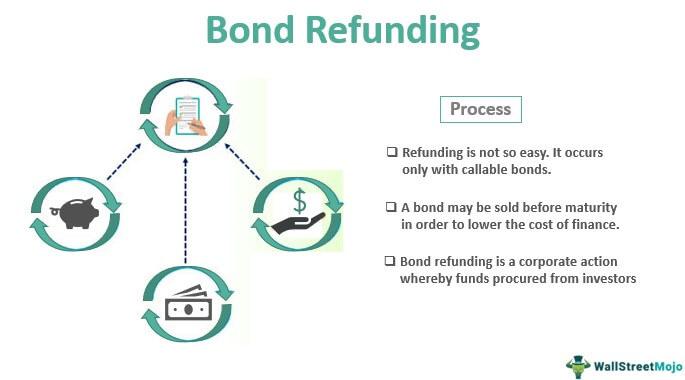 Bond Refunding
Process
❑ Refunding is not so easy. It occurs
only with callable bonds.
❑ A bond may be sold before maturity
in order to lower the cost of finance.
❑ Bond refunding is a corporate action
whereby funds procured from investors
$
WallStreetMojo